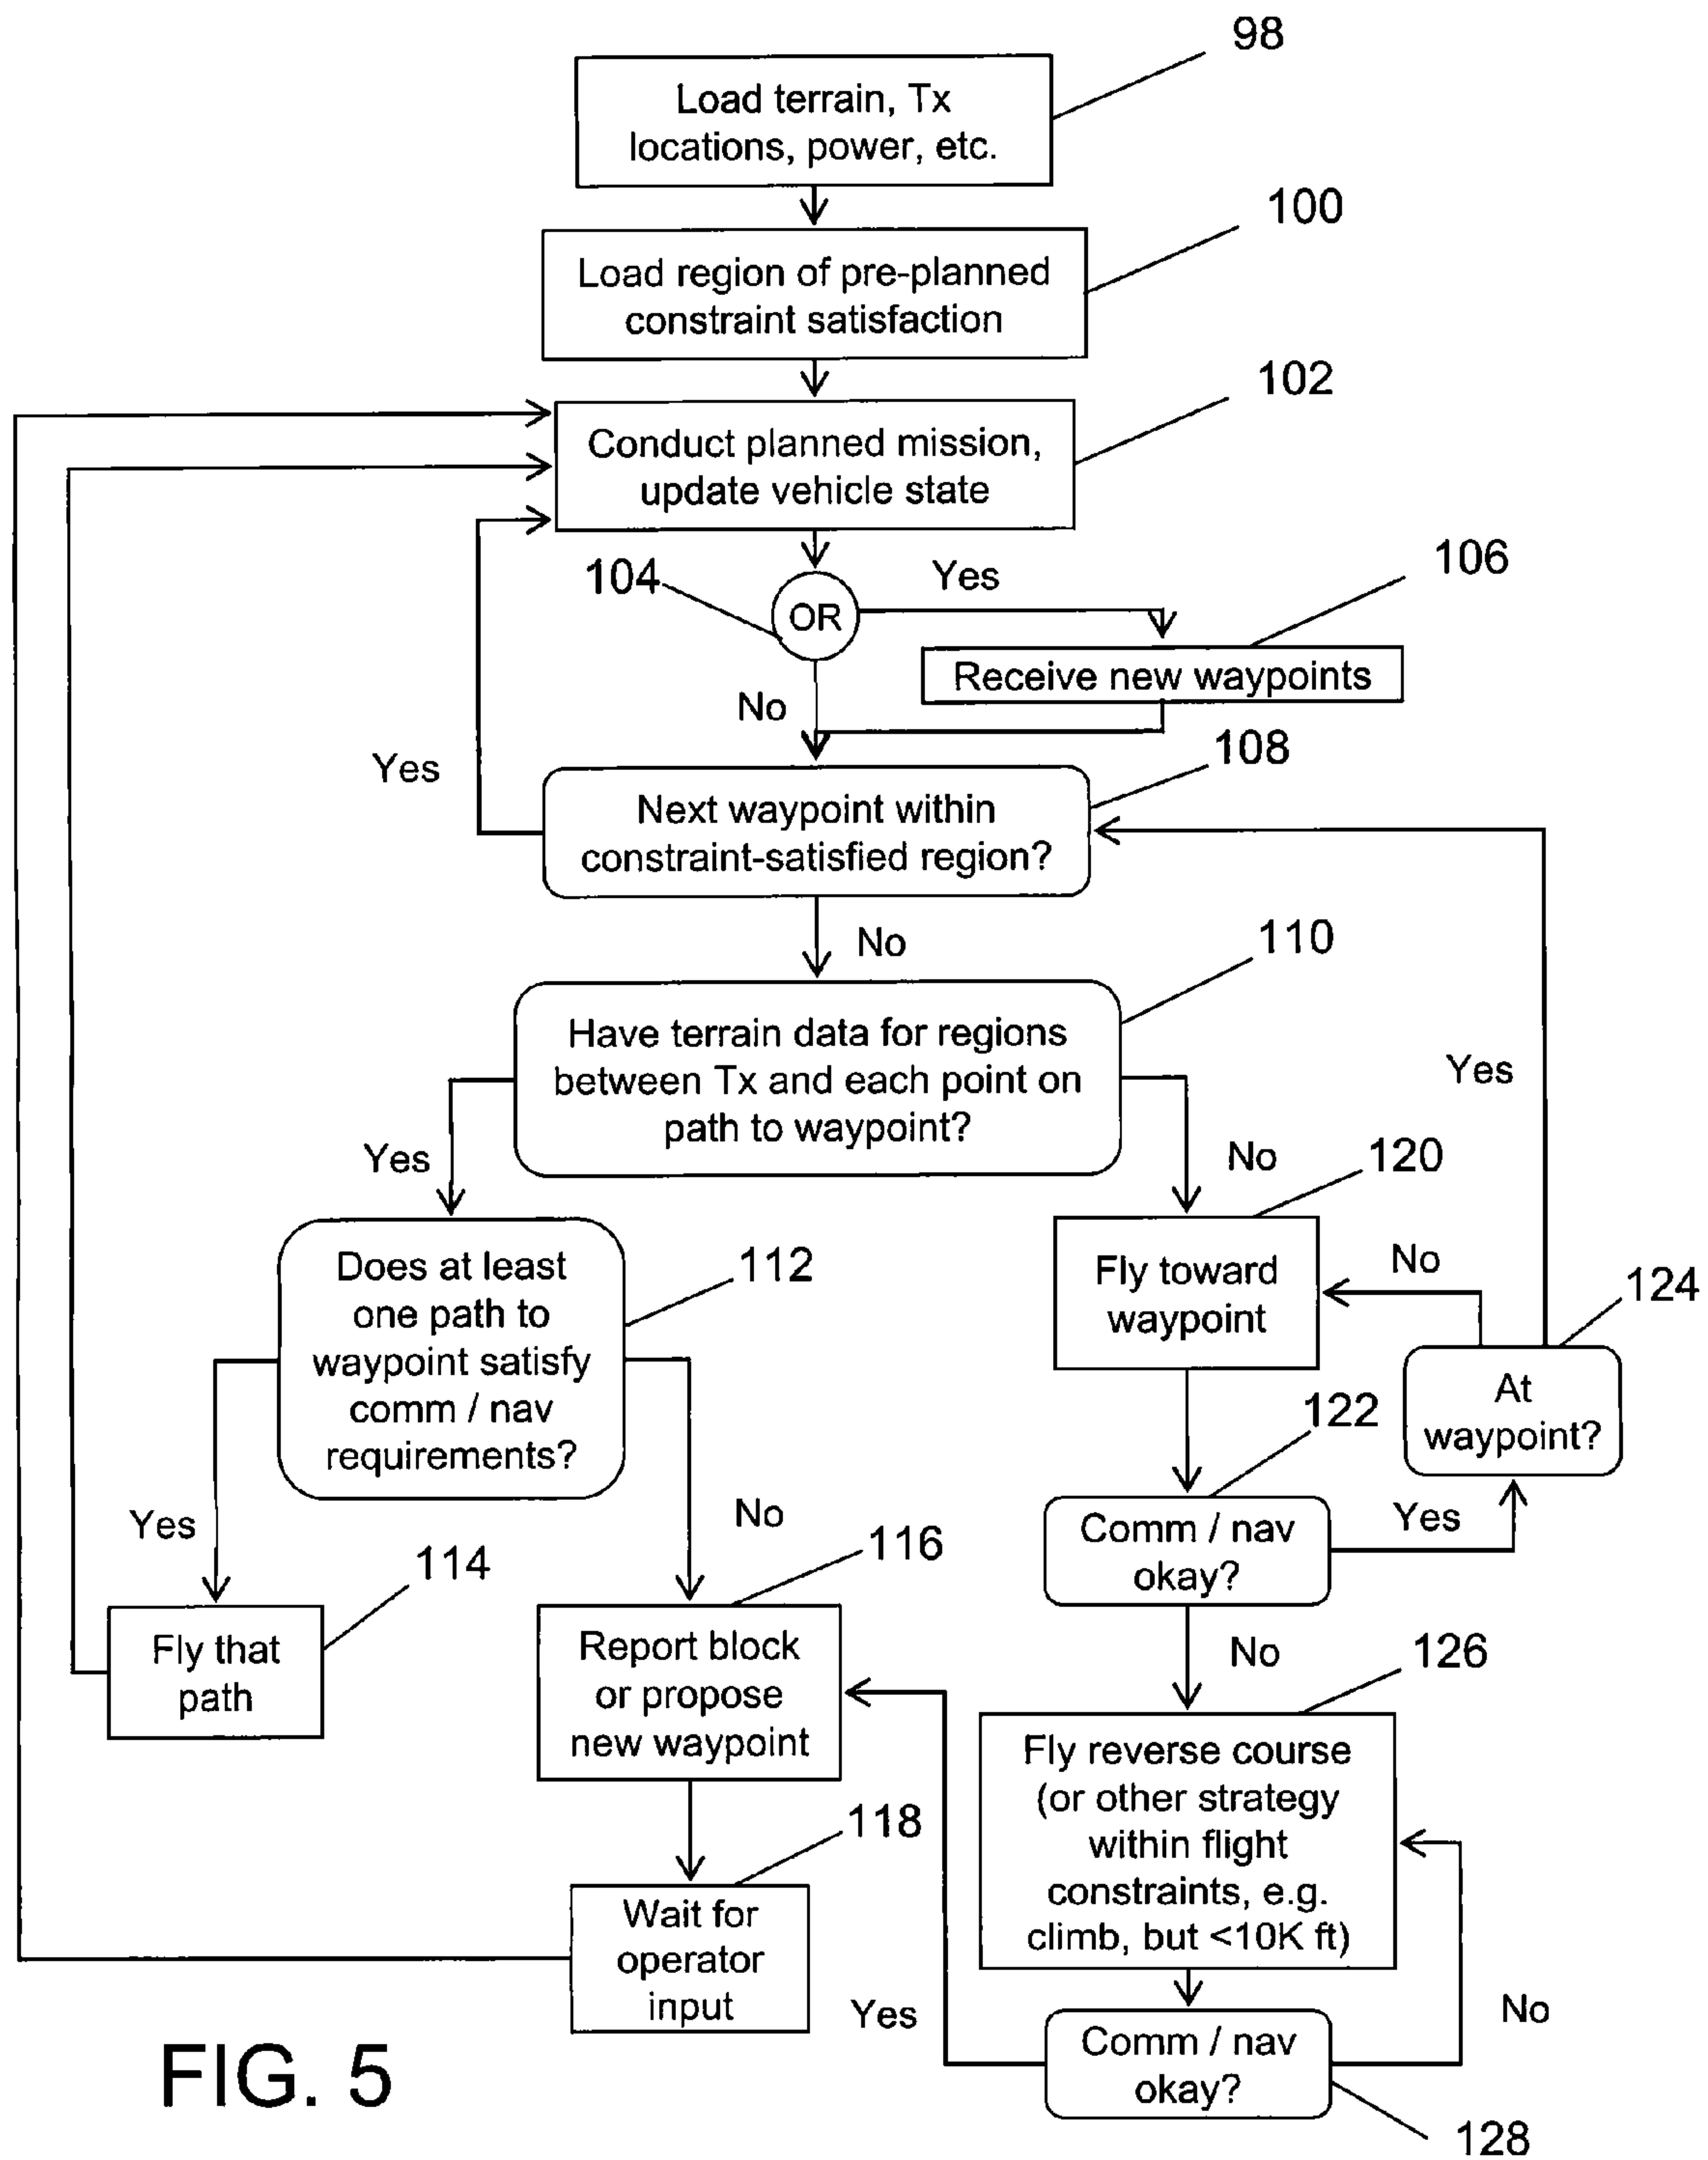 98
Load terrain, Tx
locations, power, etc.
100
Load region of pre-planned
constraint satisfaction
102
Conduct planned mission,
update vehicle state
104
OR
Yes
106
Receive new waypoints
No
108
Yes
Next waypoint within
constraint-satisfied region?
No
110
Have terrain data for regions
between Tx and each point on
path to waypoint?
Yes
Yes
No
120
112
Does at least
one path to
waypoint satisfy
comm / nav
requirements?
Fly toward
waypoint
No
124
At
waypoint?
122
Yes
No
Comm / nav
okay?
Yes
114
116
Fly that
path
Report block
or propose
new waypoint
No
126
Fly reverse course
(or other strategy
within flight
constraints, e.g.
climb, but <10K ft)
118
Wait for
operator
input
Yes
No
Comm / nav
okay?
128
FIG. 5